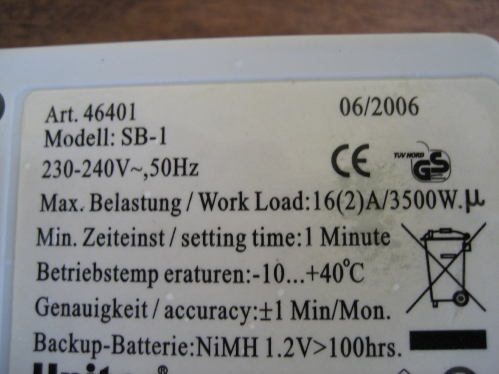 Art. 46401
06/2006
Modell: SB-1
230-240V~,50Hz
CE
TUV NORD GS
Max. Belastung / Work Load:16(2)A/3500W.µ
Min. Zeiteinst / setting time:1 Minute
Betriebstemp eraturen:-10...+40°C
Genauigkeit / accuracy:±1 Min/Mon.
Backup-Batterie:NiMH 1.2V>100hrs.